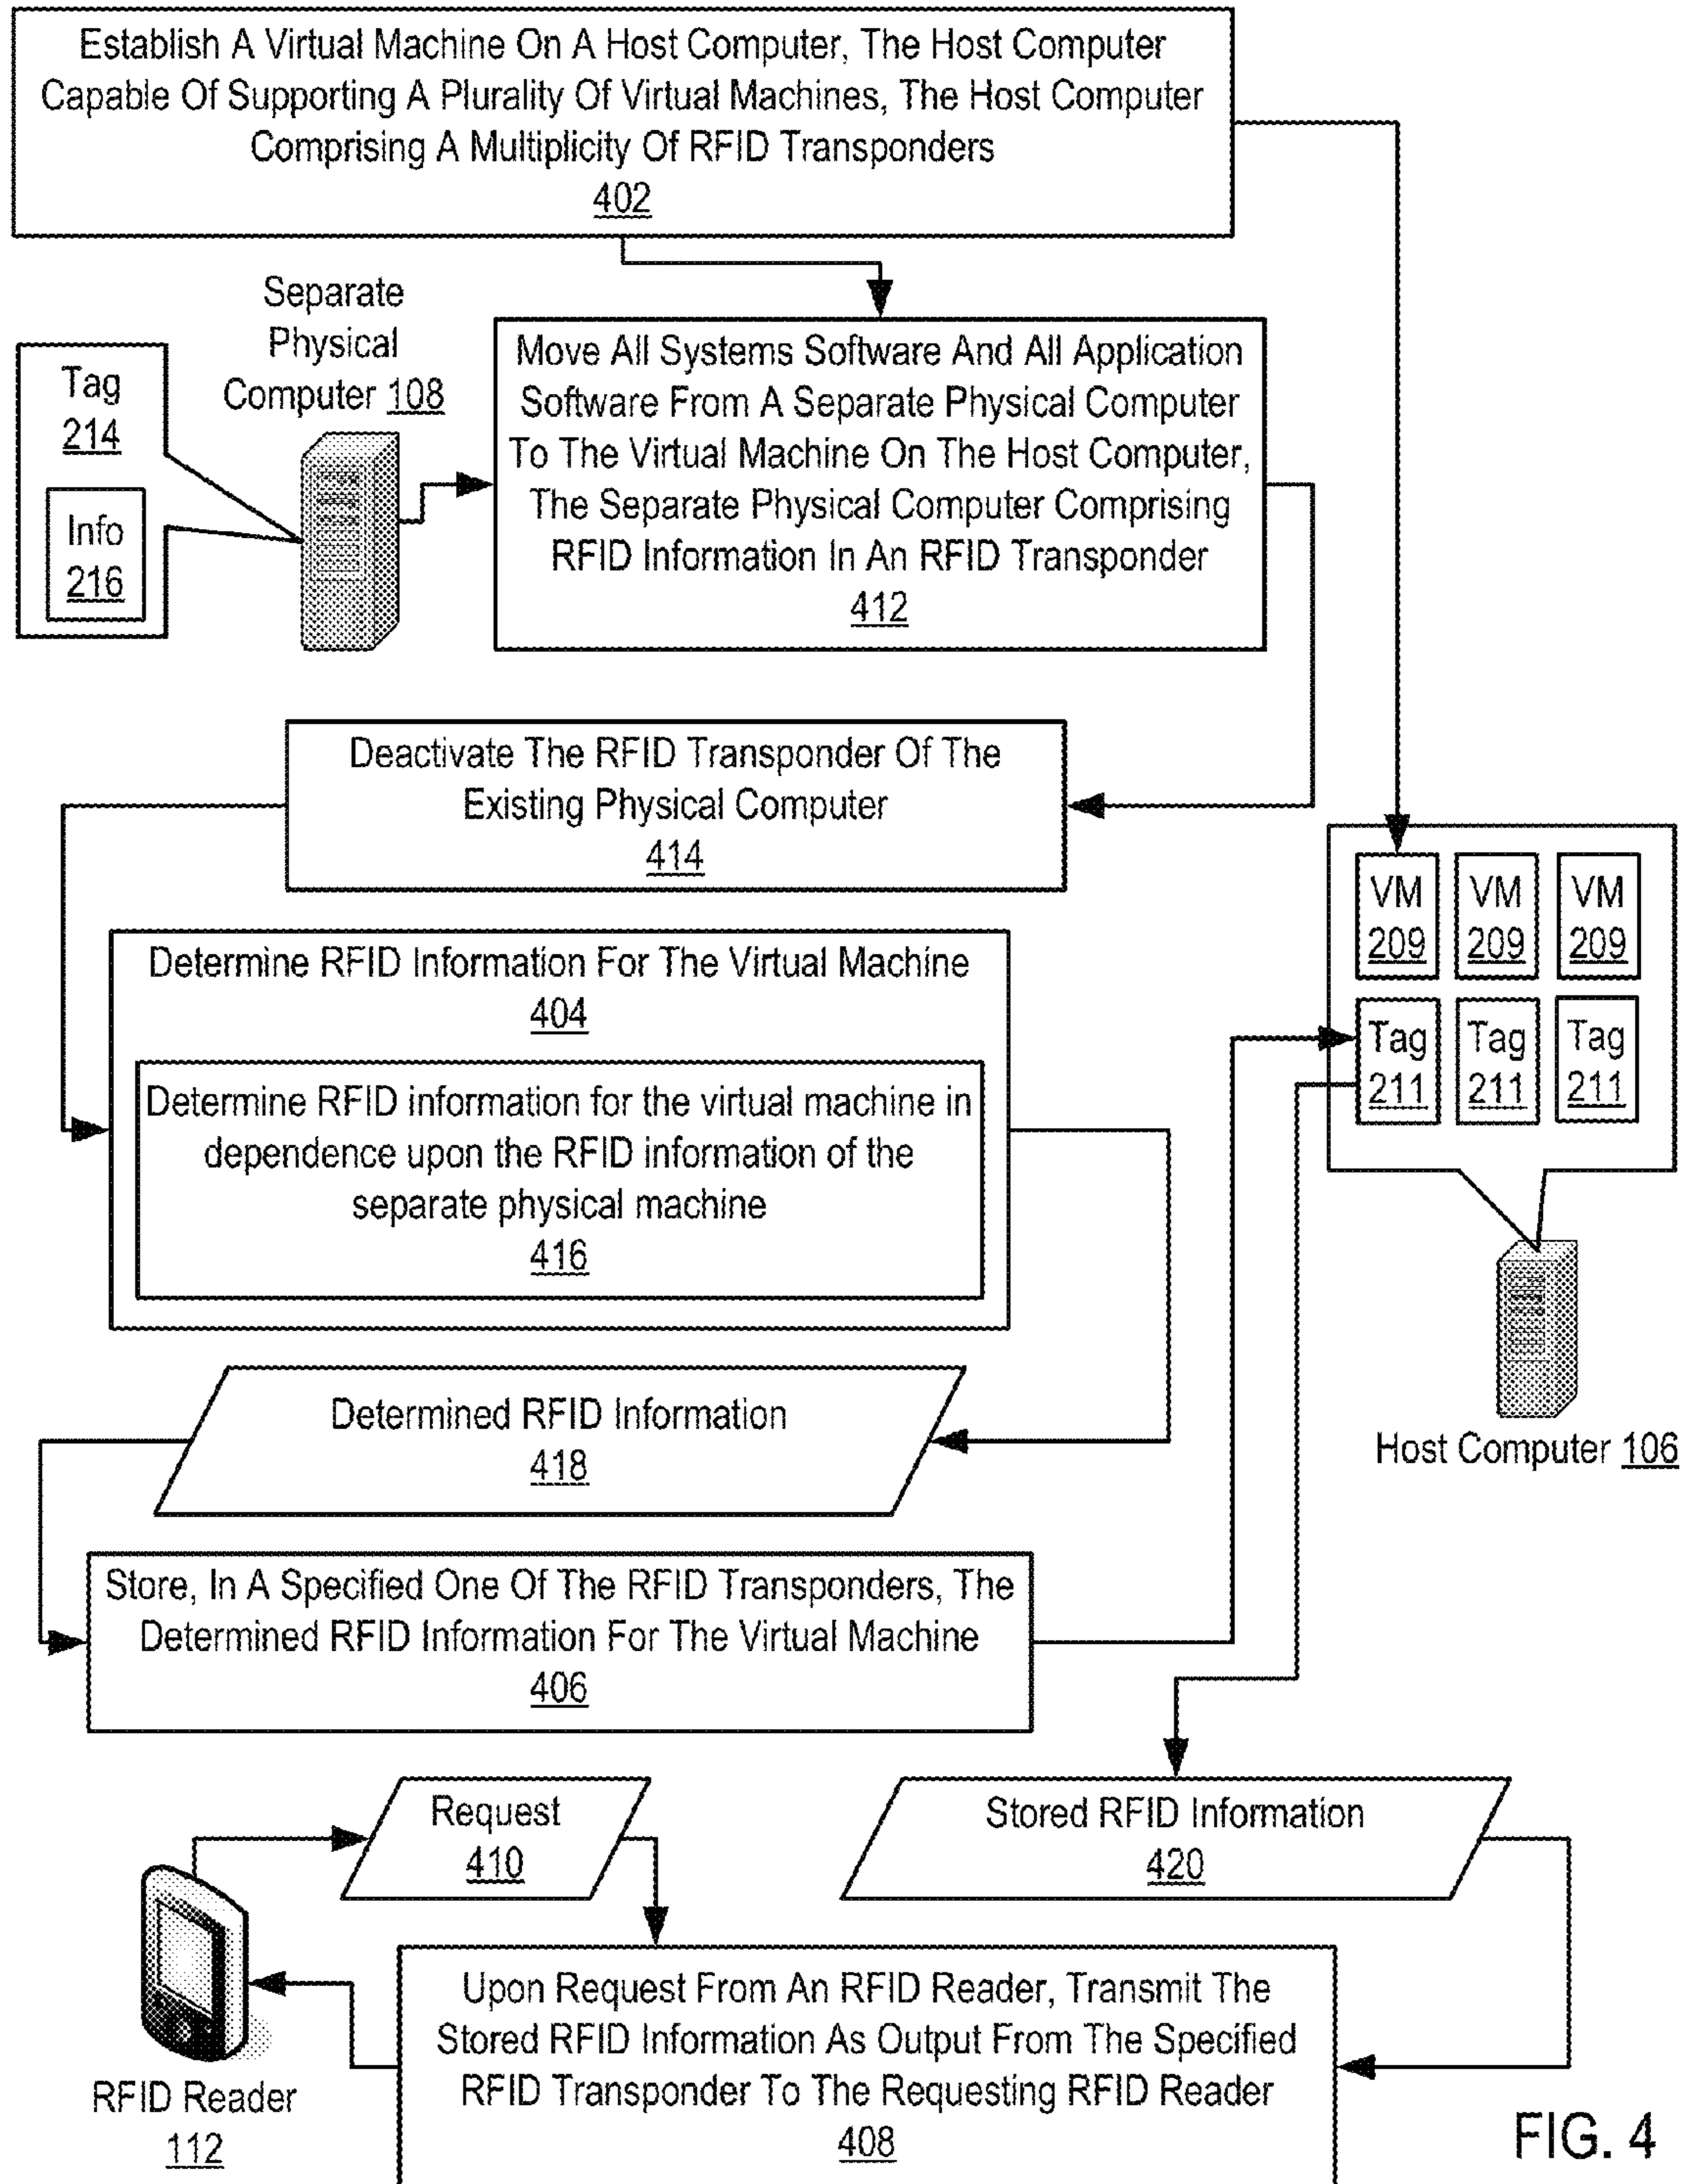 Establish A Virtual Machine On A Host Computer, The Host Computer
Capable Of Supporting A Plurality Of Virtual Machines, The Host Computer
Comprising A Multiplicity Of RFID Transponders
402
Separate
Physical
Computer 108
Tag
214
Info
216
Move All Systems Software And All Application
Software From A Separate Physical Computer
To The Virtual Machine On The Host Computer,
The Separate Physical Computer Comprising
RFID Information In An RFID Transponder
412
Deactivate The RFID Transponder Of The
Existing Physical Computer
414
VM
209
VM
209
VM
209
Tag
211
Tag
211
Tag
211
Host Computer 106
Determine RFID Information For The Virtual Machine
404
Determine RFID information for the virtual machine in
dependence upon the RFID information of the
separate physical machine
416
Determined RFID Information
418
Store, In A Specified One Of The RFID Transponders, The
Determined RFID Information For The Virtual Machine
406
Request
410
Stored RFID Information
420
RFID Reader
112
Upon Request From An RFID Reader, Transmit The
Stored RFID Information As Output From The Specified
RFID Transponder To The Requesting RFID Reader
408
FIG. 4